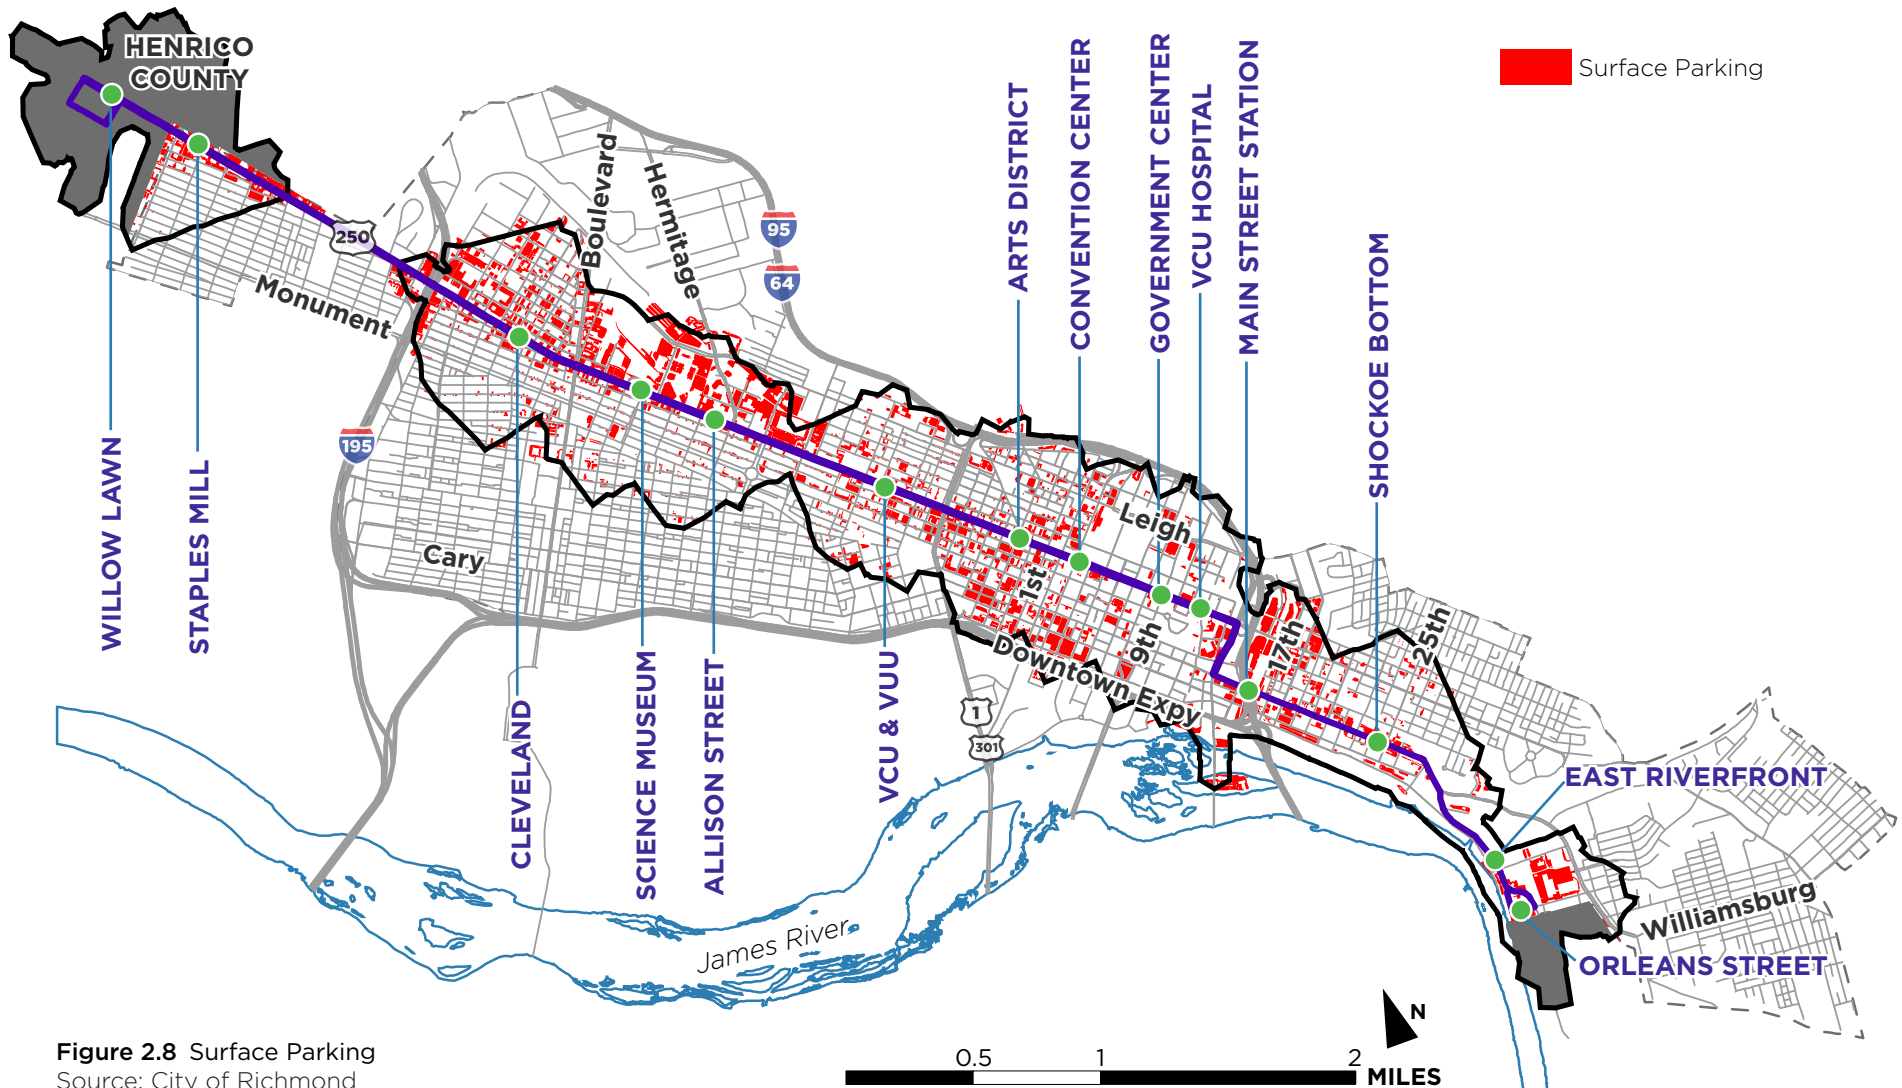 HENRICO
COUNTY
Surface Parking
ARTS DISTRICT
CONVENTION CENTER
GOVERNMENT CENTER
VCU HOSPITAL
MAIN STREET STATION
SHOCKOE BOTTOM
Boulevard
Hermitage
95
64
250
Monument
195
WILLOW LAWN
STAPLES MILL
Cary
Leigh
1st
9th
17th
25th
Downtown Expy
1
301
CLEVELAND
SCIENCE MUSEUM
ALLISON STREET
VCU & VUU
EAST RIVERFRONT
Williamsburg
ORLEANS STREET
James River
N
Figure 2.8 Surface Parking
Source: City of Richmond
0.5
1
2
MILES